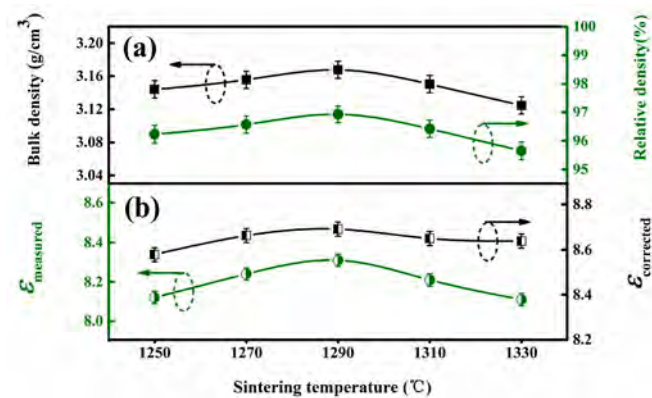 (a)
Bulk density (g/cm³)
3.20
3.16
3.12
3.08
3.04
100
99
98
97
96
95
Relative density(%)
(b)
ε measured
8.6
8.4
8.2
8.0
8.8
8.6
8.4
8.2
ε corrected
1250 1270 1290 1310 1330
Sintering temperature (℃)